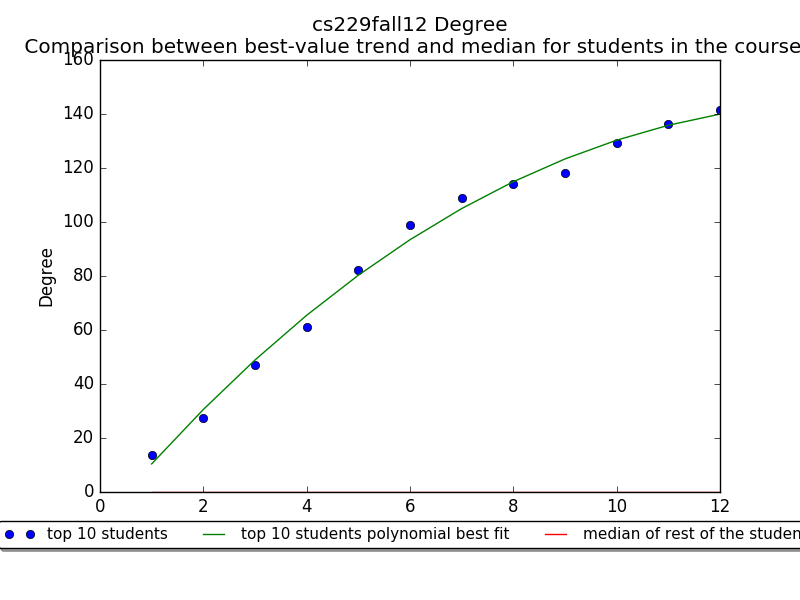 cs229fall12 Degree
Comparison between best-value trend and median for students in the course
160
140
120
100
80
60
40
20
0
Degree
0 2 4 6 8 10 12
top 10 students top 10 students polynomial best fit median of rest of the studen